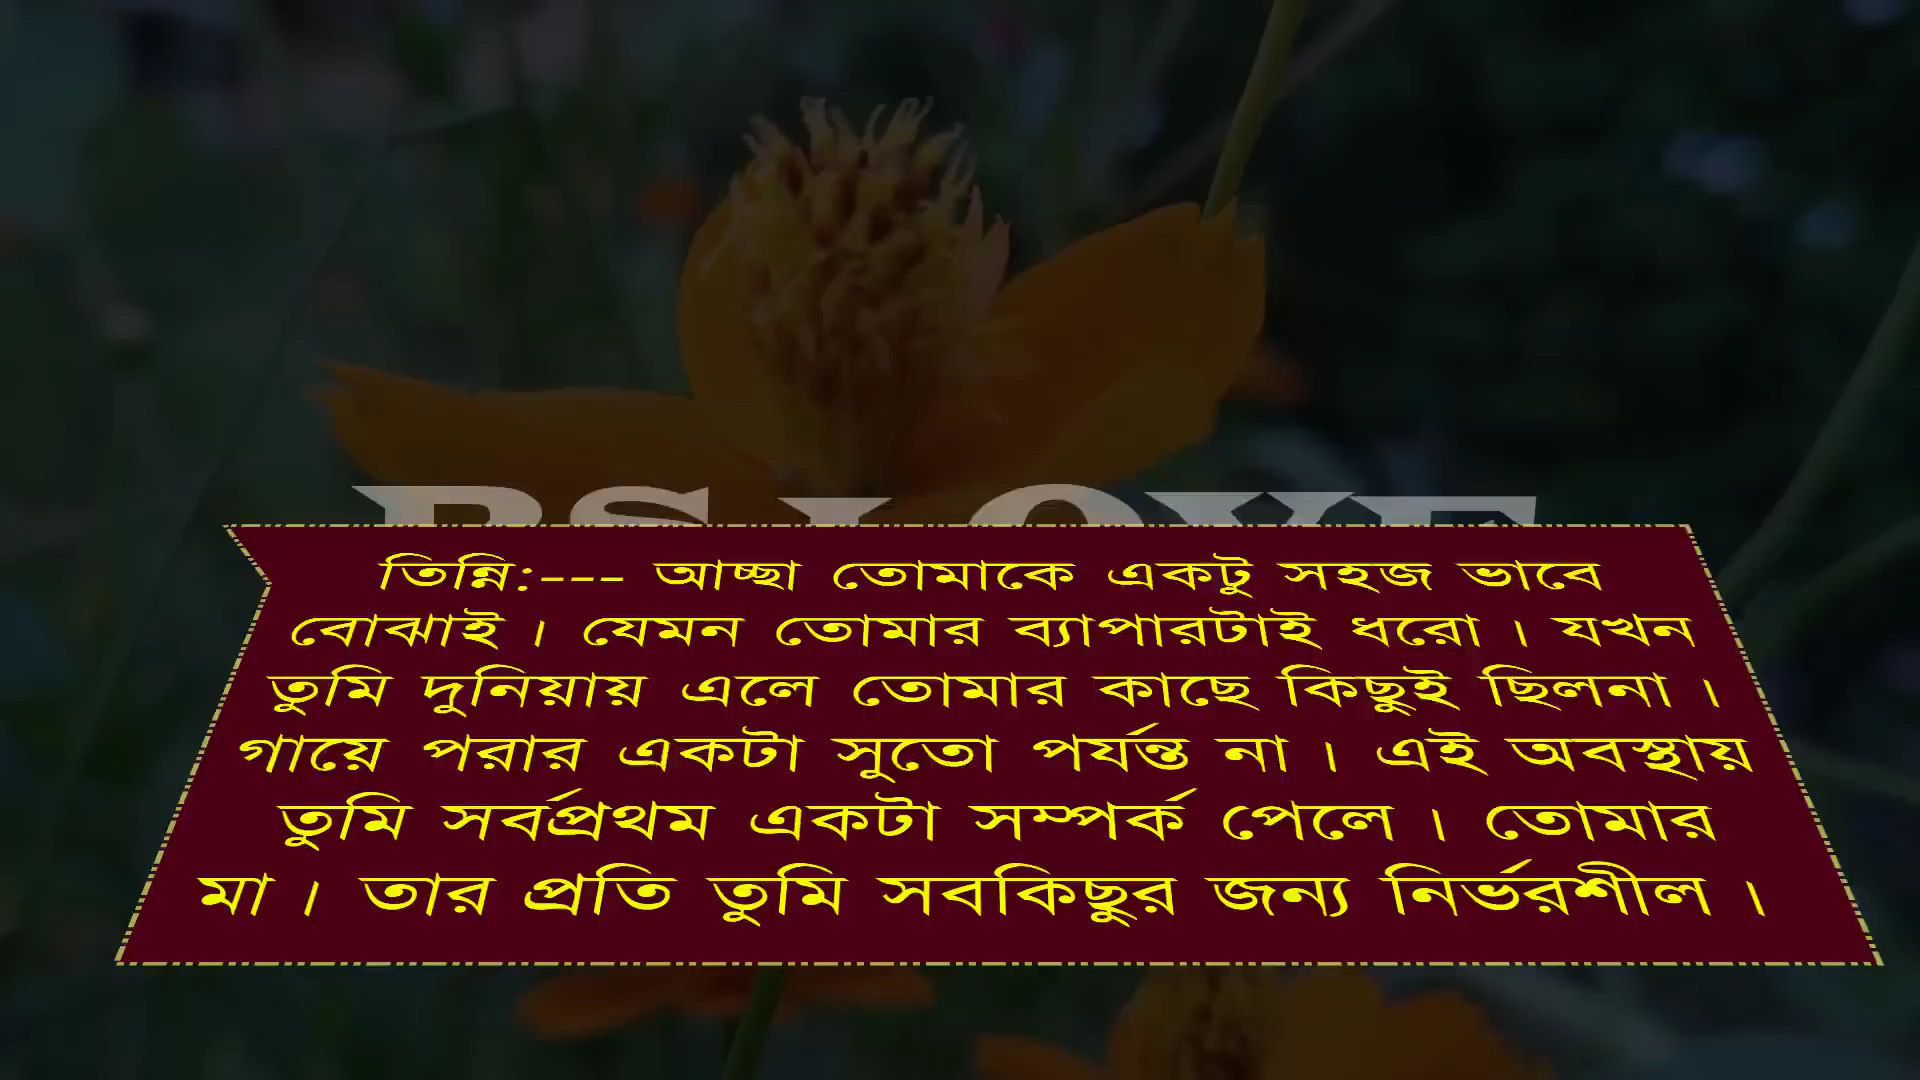 তিন্নি:--- আচ্ছা তোমাকে একটু সহজ ভাবে
বোঝাই। যেমন তোমার ব্যাপারটাই ধরো। যখন
তুমি দুনিয়ায় এলে তোমার কাছে কিছুই ছিলনা।
গায়ে পরার একটা সুতো পর্যন্ত না। এই অবস্থায়
তুমি সর্বপ্রথম একটা সম্পর্ক পেলে। তোমার
মা। তার প্রতি তুমি সবকিছুর জন্য নির্ভরশীল।